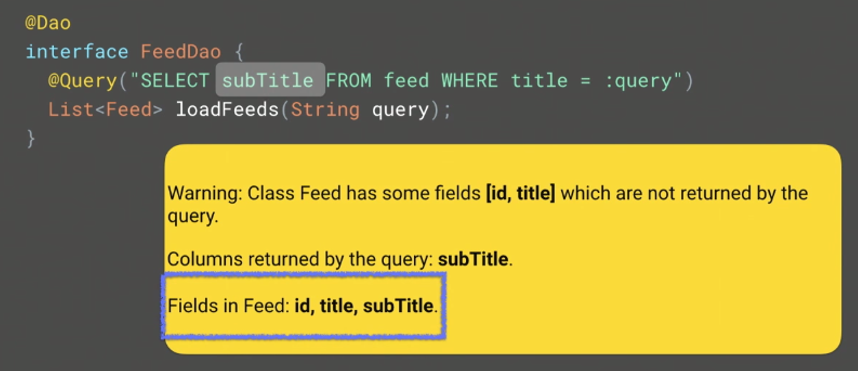 @Dao
interface FeedDao {
@Query("SELECT subTitle FROM feed WHERE title = :query")
List<Feed> loadFeeds(String query);
}
Warning: Class Feed has some fields [id, title] which are not returned by the
query.
Columns returned by the query: subTitle.
Fields in Feed: id, title, subTitle.